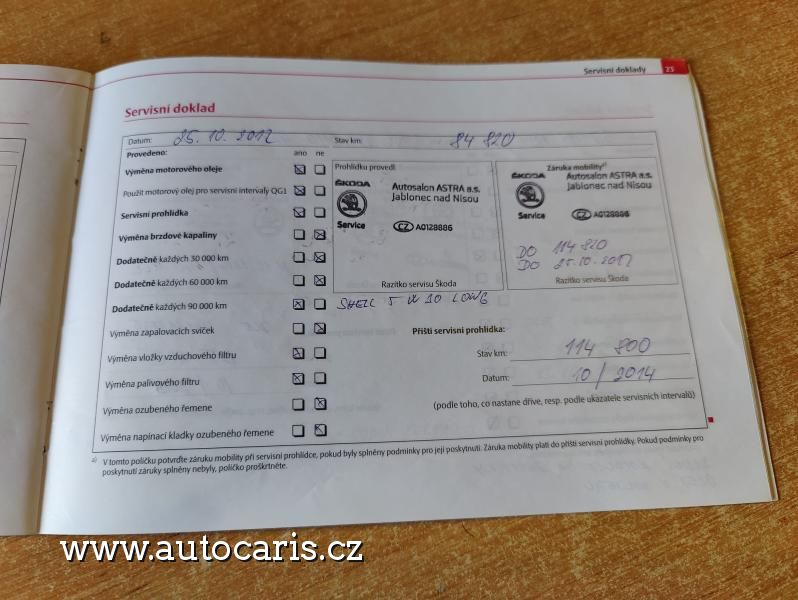 Servisní doklady 25
Servisní doklad
Datum: 25. 10. 2012 Stav km: 84 820
Provedeno: ano ne
Výměna motorového oleje
Použit motorový olej pro servisní intervaly QG1
Servisní prohlídka
Výměna brzdové kapaliny
Dodatečně každých 30 000 km
Dodatečně každých 60 000 km
Dodatečně každých 90 000 km
Výměna zapalovacích svíček
Výměna vložky vzduchového filtru
Výměna palivového filtru
Výměna ozubeného řemene
Výměna napínací kladky ozubeného řemene
Prohlídku provedl
ŠKODA
Service
Autosalon ASTRA a.s.
Jablonec nad Nisou
CZ A0128886
Razítko servisu Škoda
Záruka mobility a)
ŠKODA
Service
Autosalon ASTRA a.s.
Jablonec nad Nisou
CZ A0128886
DO 114 820
DO 25.10.
Razítko servisu Škoda
SHELL 5 W 30 LONG
Příští servisní prohlídka:
Stav km: 114 800
Datum: 10/2014
(podle toho, co nastane dříve, resp. podle ukazatele servisních intervalů)
a) V tomto políčku potvrďte záruku mobility při servisní prohlídce, pokud byly splněny podmínky pro její poskytnutí. Záruka mobility platí do příští servisní prohlídky. Pokud podmínky pro
poskytnutí záruky splněny nebyly, políčko proškrtněte.
www.autocaris.cz